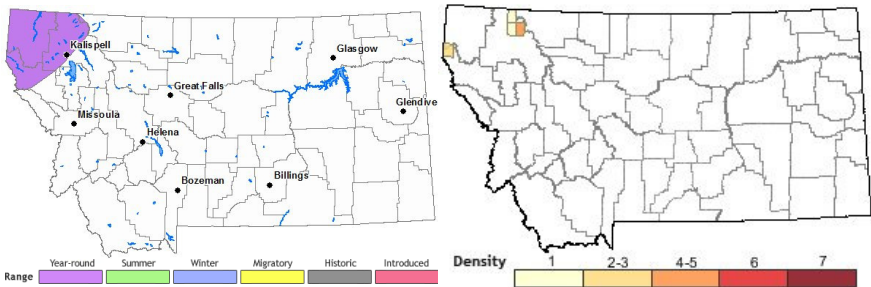 Kalispell
Glasgow
Great Falls
Glendive
Missoula
Helena
Bozeman
Billings
Range
Year-round Summer Winter Migratory Historic Introduced
Density
1 2-3 4-5 6 7